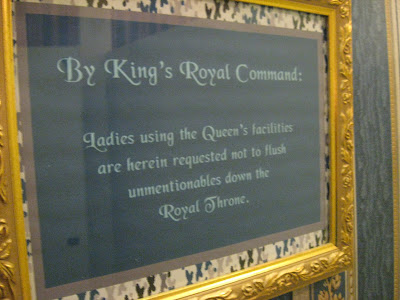 By King's Royal Command:
Ladies using the Queen's facilities
are herein requested not to flush
unmentionables down the
Royal Throne.